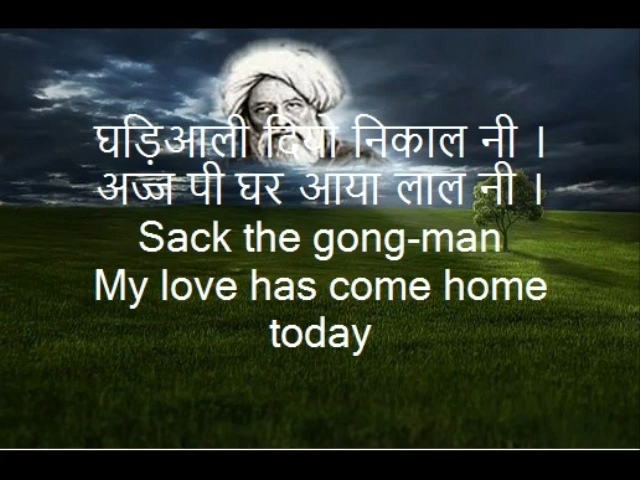 घड़िआली दियो निकाल नी ।
अज्ज पी घर आया लाल नी ।
Sack the gong-man
My love has come home
today